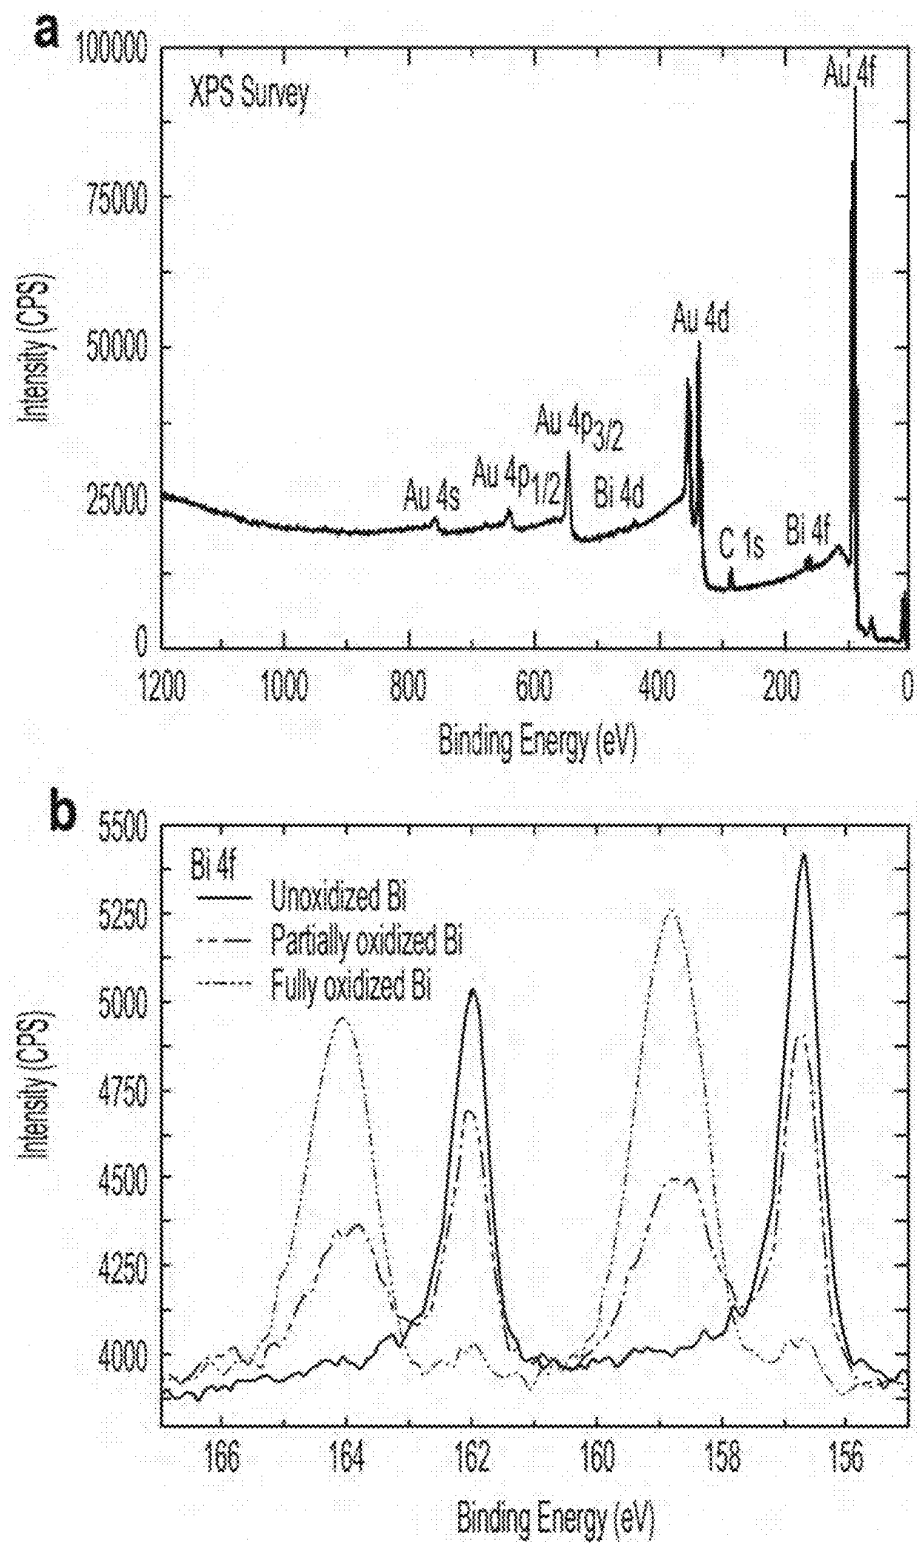 a
100000
75000
50000
25000
0
Intensity (CPS)
XPS Survey
Au 4f
Au 4d
Au 4p3/2
Au 4p1/2
Au 4s
Bi 4d
C 1s
Bi 4f
1200 1000 800 600 400 200 0
Binding Energy (eV)
b
5500
5250
5000
4750
4500
4250
4000
Intensity (CPS)
Bi 4f
Unoxidized Bi
Partially oxidized Bi
Fully oxidized Bi
166 164 162 160 158 156
Binding Energy (eV)